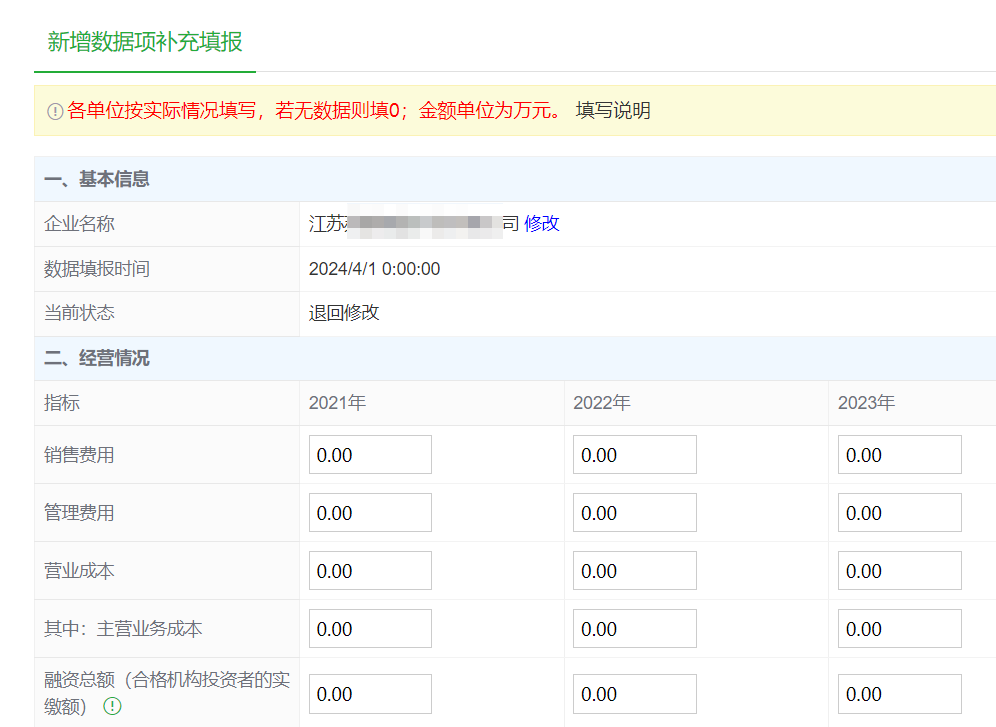 新增数据项补充填报
各单位按实际情况填写，若无数据则填0；金额单位为万元。 填写说明
一、基本信息
企业名称 江苏 司 修改
数据填报时间 2024/4/1 0:00:00
当前状态 退回修改
二、经营情况
指标 2021年 2022年 2023年
销售费用 0.00 0.00 0.00
管理费用 0.00 0.00 0.00
营业成本 0.00 0.00 0.00
其中：主营业务成本 0.00 0.00 0.00
融资总额（合格机构投资者的实
缴额） 0.00 0.00 0.00